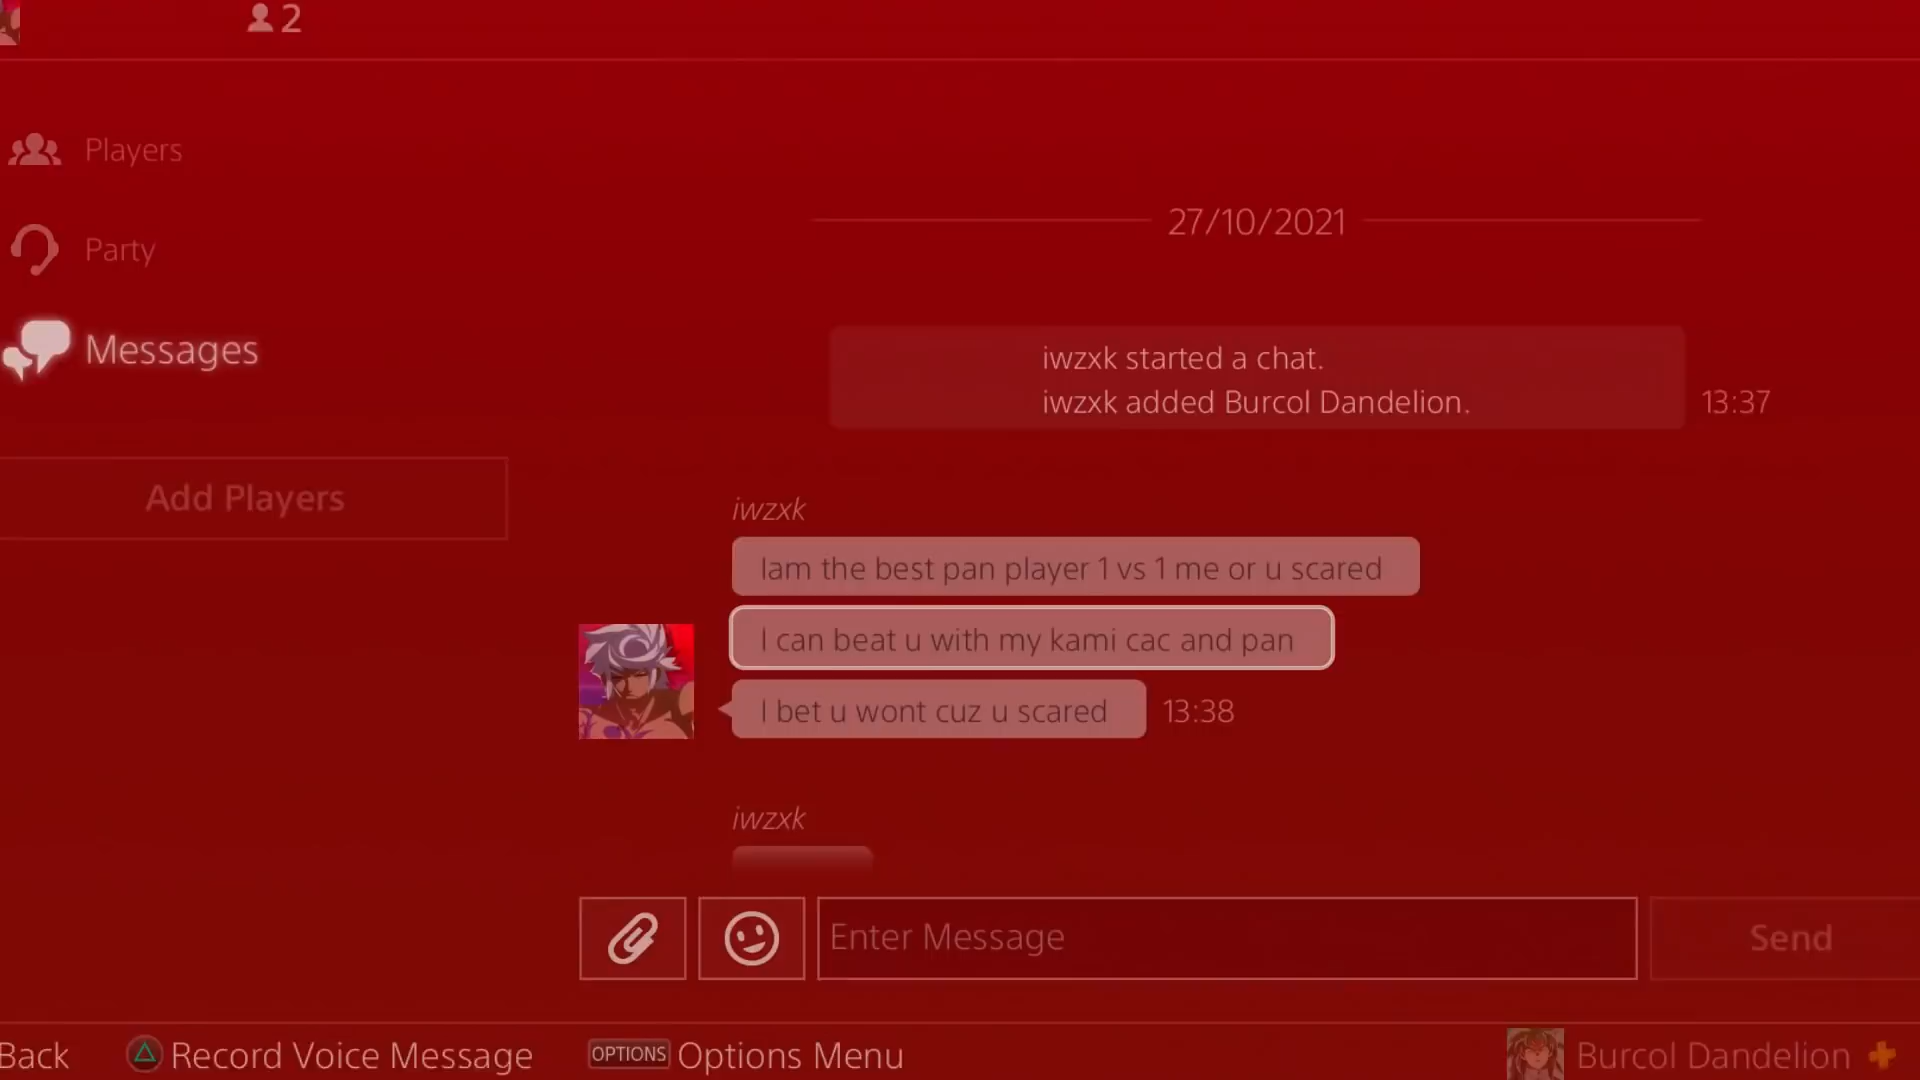 2
Players
Party
Messages
Add Players
27/10/2021
iwzxk started a chat.
iwzxk added Burcol Dandelion.
13:37
iwzxk
Iam the best pan player 1 vs 1 me or u scared
I can beat u with my kami cac and pan
I bet u wont cuz u scared
13:38
iwzxk
Enter Message
Send
Back
Record Voice Message
OPTIONS Options Menu
Burcol Dandelion